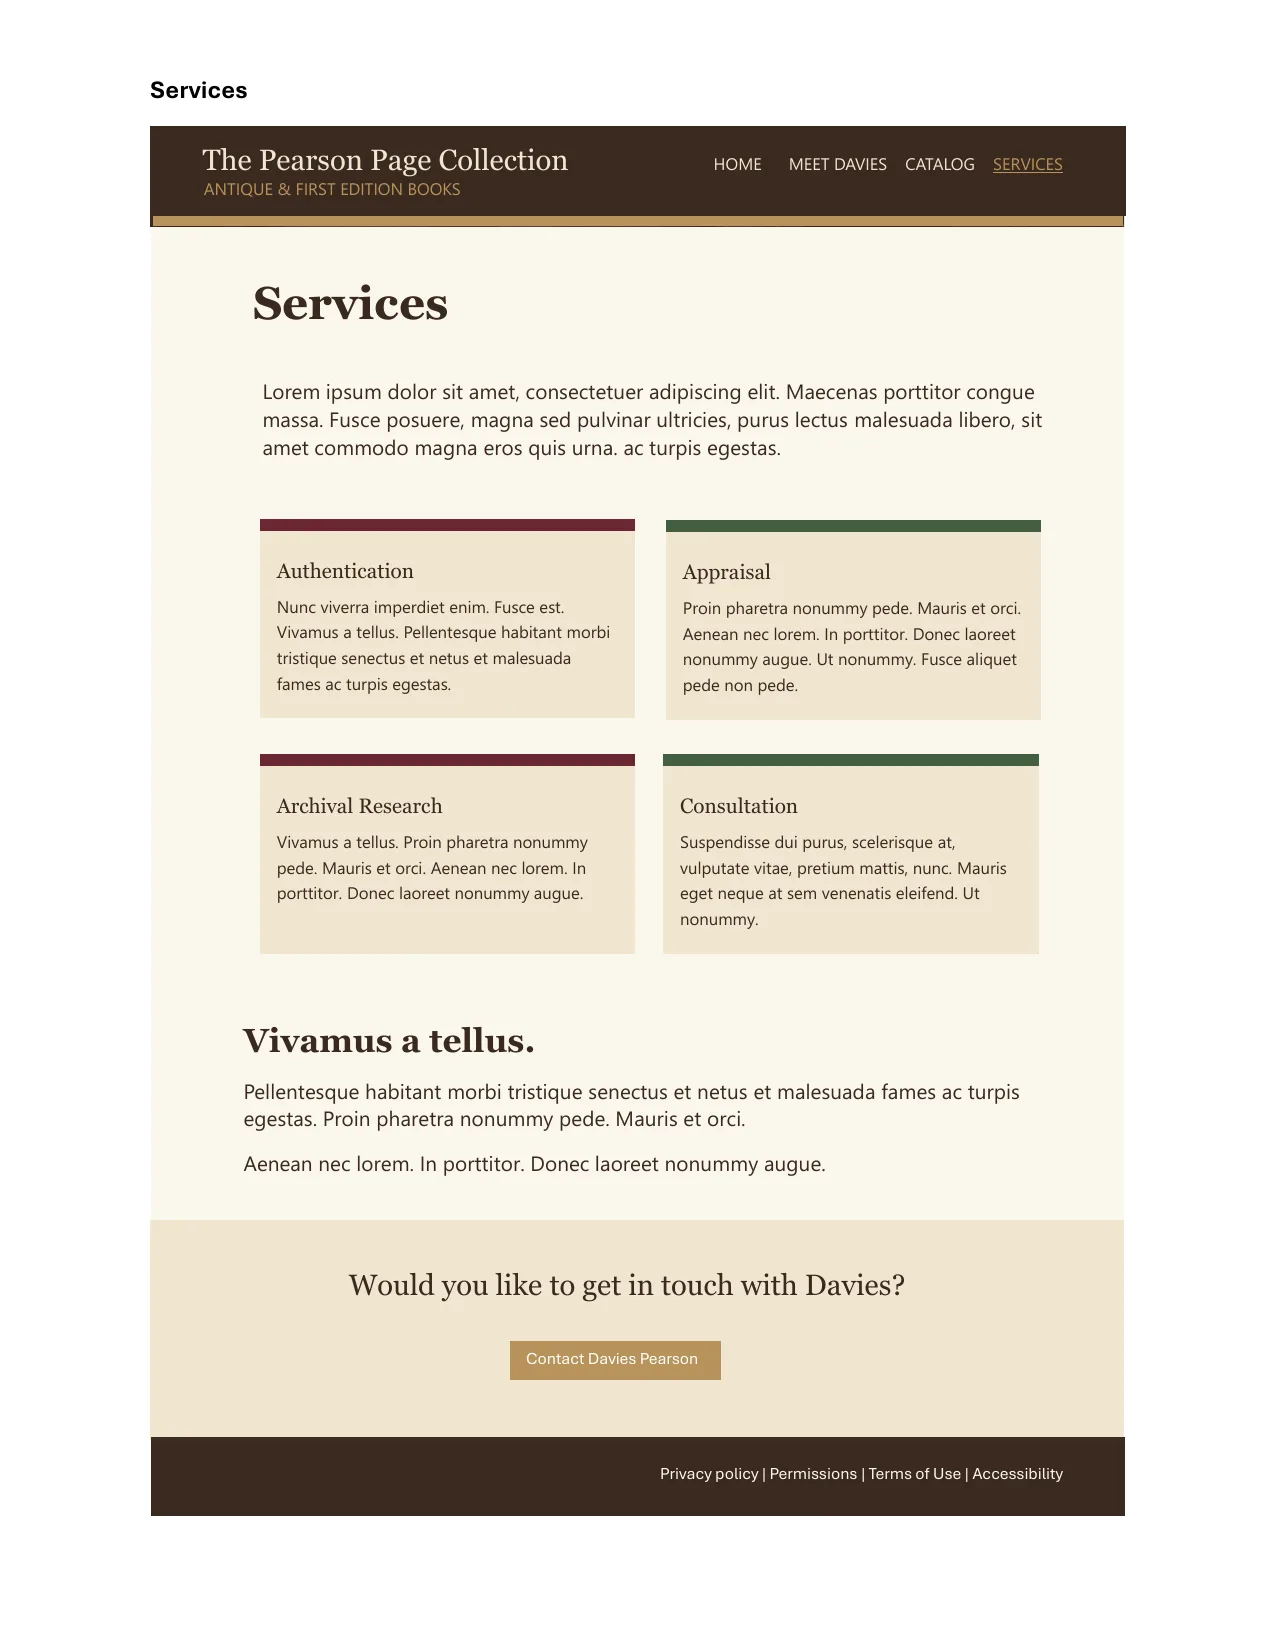 Services
The Pearson Page Collection
ANTIQUE & FIRST EDITION BOOKS
HOME MEET DAVIES CATALOG SERVICES
Services
Lorem ipsum dolor sit amet, consectetuer adipiscing elit. Maecenas porttitor congue
massa. Fusce posuere, magna sed pulvinar ultricies, purus lectus malesuada libero, sit
amet commodo magna eros quis urna. ac turpis egestas.
Authentication
Nunc viverra imperdiet enim. Fusce est.
Vivamus a tellus. Pellentesque habitant morbi
tristique senectus et netus et malesuada
fames ac turpis egestas.
Appraisal
Proin pharetra nonummy pede. Mauris et orci.
Aenean nec lorem. In porttitor. Donec laoreet
nonummy augue. Ut nonummy. Fusce aliquet
pede non pede.
Archival Research
Vivamus a tellus. Proin pharetra nonummy
pede. Mauris et orci. Aenean nec lorem. In
porttitor. Donec laoreet nonummy augue.
Consultation
Suspendisse dui purus, scelerisque at,
vulputate vitae, pretium mattis, nunc. Mauris
eget neque at sem venenatis eleifend. Ut
nonummy.
Vivamus a tellus.
Pellentesque habitant morbi tristique senectus et netus et malesuada fames ac turpis
egestas. Proin pharetra nonummy pede. Mauris et orci.
Aenean nec lorem. In porttitor. Donec laoreet nonummy augue.
Would you like to get in touch with Davies?
Contact Davies Pearson
Privacy policy | Permissions | Terms of Use | Accessibility